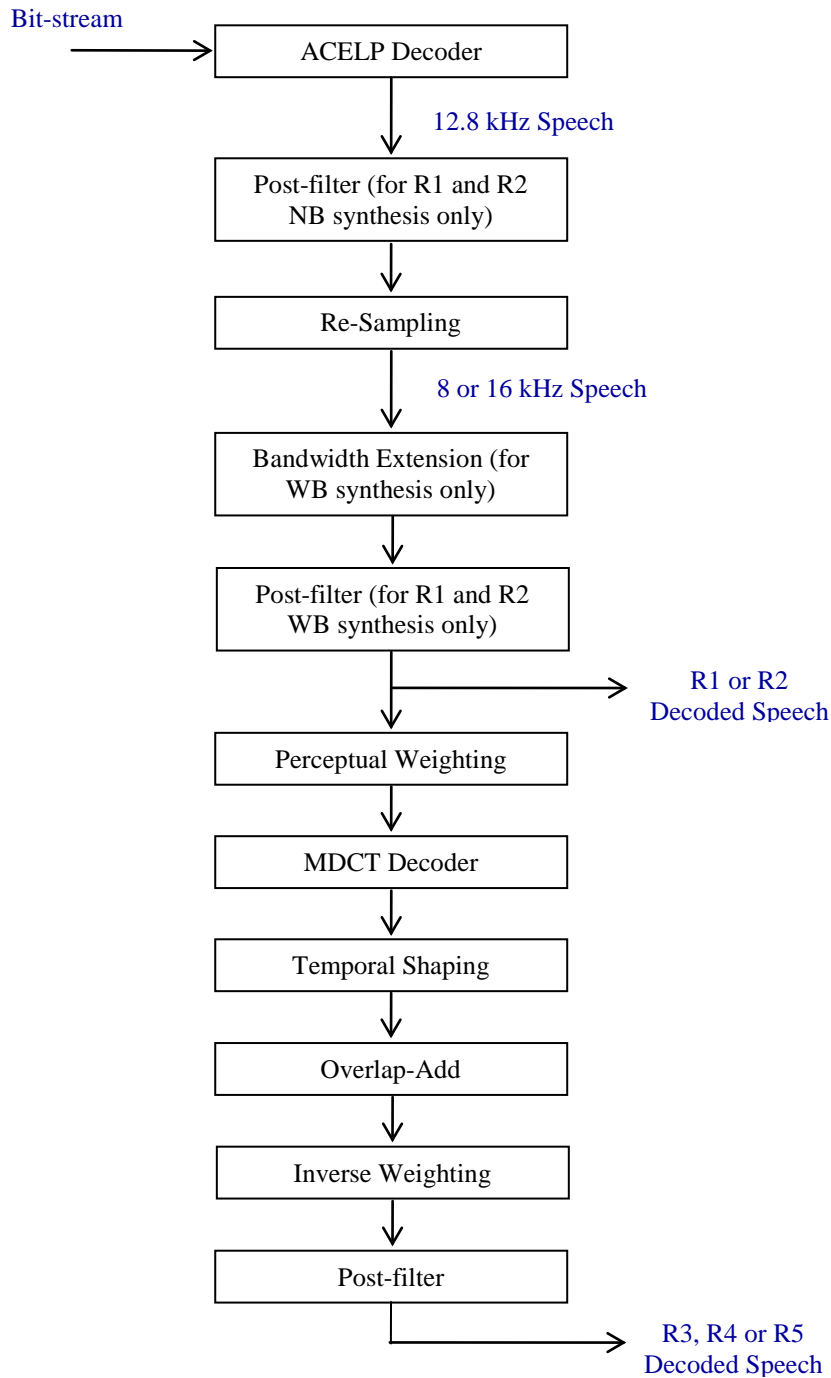 Bit-stream
ACELP Decoder
12.8 kHz Speech
Post-filter (for R1 and R2
NB synthesis only)
Re-Sampling
8 or 16 kHz Speech
Bandwidth Extension (for
WB synthesis only)
Post-filter (for R1 and R2
WB synthesis only)
R1 or R2
Decoded Speech
Perceptual Weighting
MDCT Decoder
Temporal Shaping
Overlap-Add
Inverse Weighting
Post-filter
R3, R4 or R5
Decoded Speech